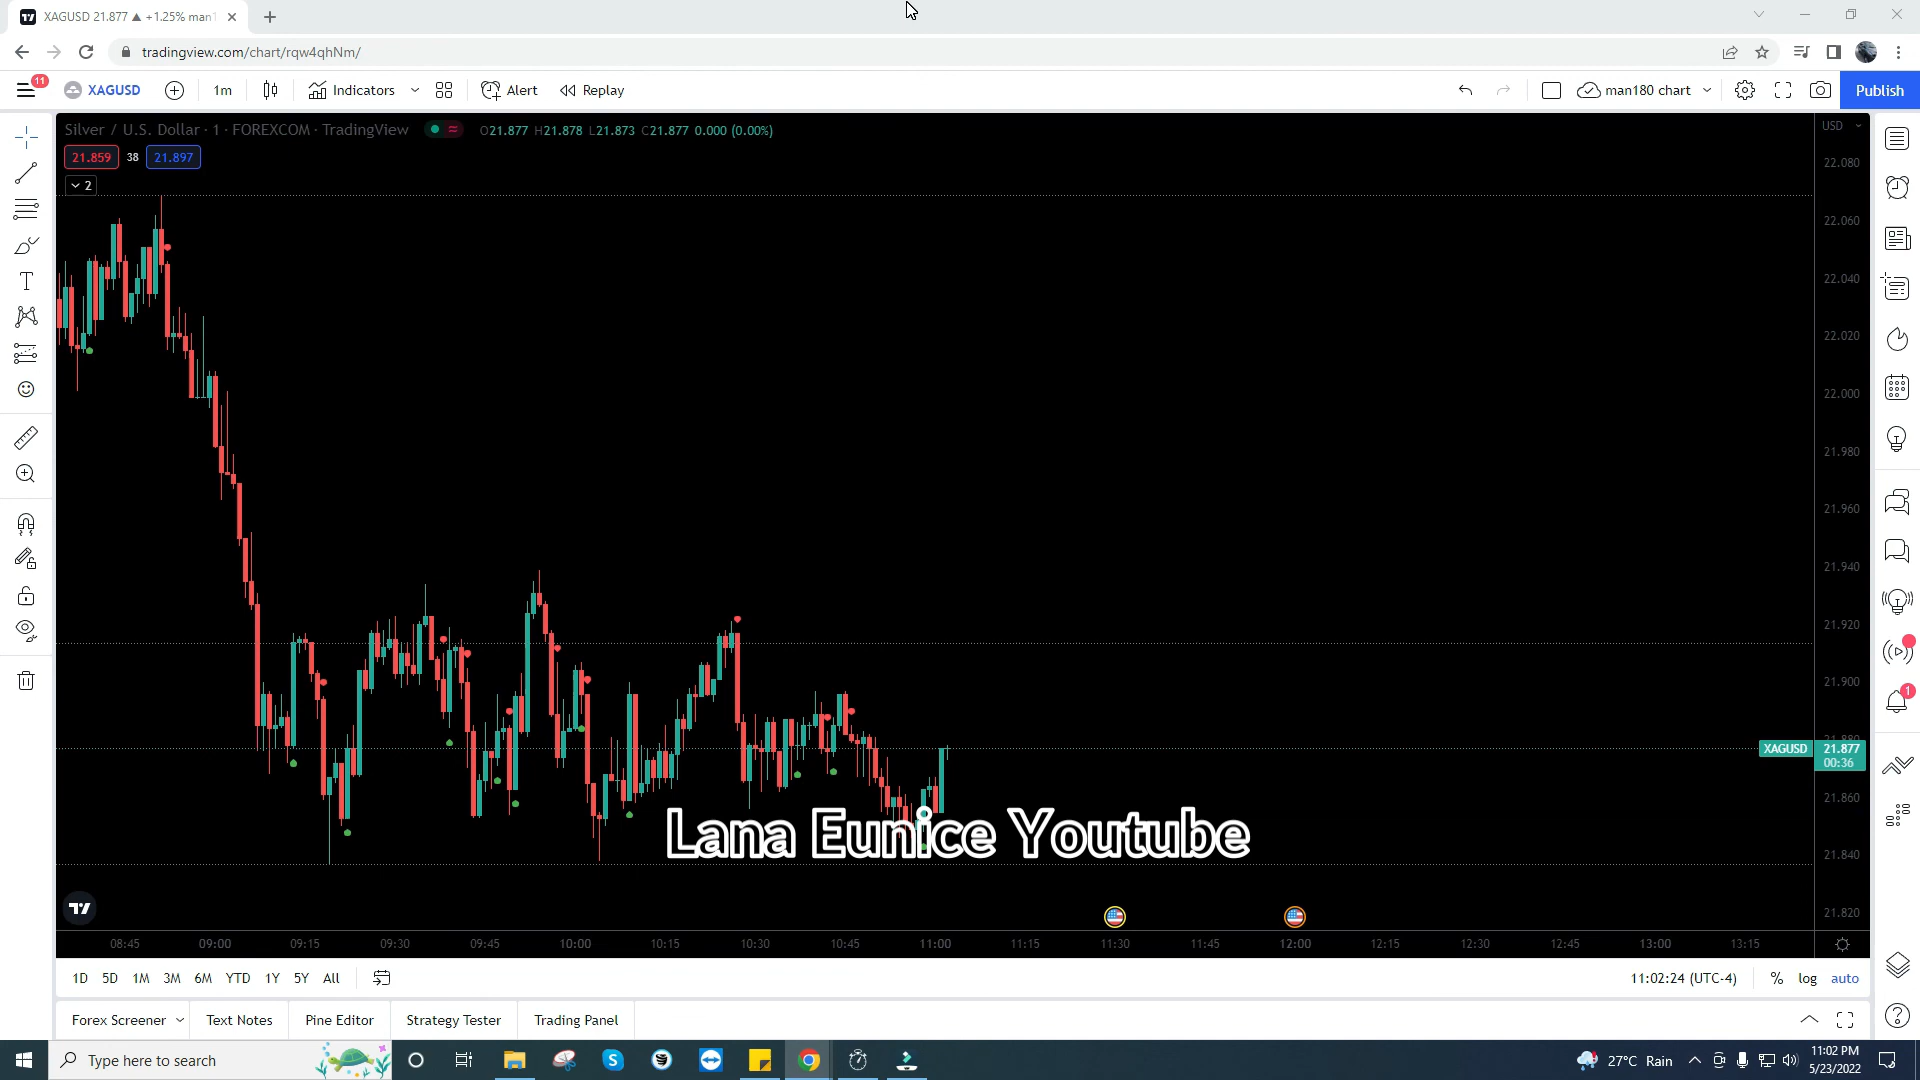 XAGUSD 21.877 ▲ +1.25% man1
tradingview.com/chart/rqw4qhNm/
11
XAGUSD
1m
Indicators
Alert
Replay
man180 chart
Publish
Silver / U.S. Dollar · 1 · FOREXCOM · TradingView
O21.877 H21.878 L21.873 C21.877 0.000 (0.00%)
USD
21.859 38 21.897
2
22.080
22.060
22.040
22.020
22.000
21.980
21.960
21.940
21.920
21.900
XAGUSD 21.877
00:36
21.860
21.840
21.820
1
Lana Eunice Youtube
08:45 09:00 09:15 09:30 09:45 10:00 10:15 10:30 10:45 11:00 11:15 11:30 11:45 12:00 12:15 12:30 12:45 13:00 13:15
1D 5D 1M 3M 6M YTD 1Y 5Y All
11:02:24 (UTC-4) % log auto
Forex Screener Text Notes Pine Editor Strategy Tester Trading Panel
Type here to search
27°C Rain
11:02 PM
5/23/2022